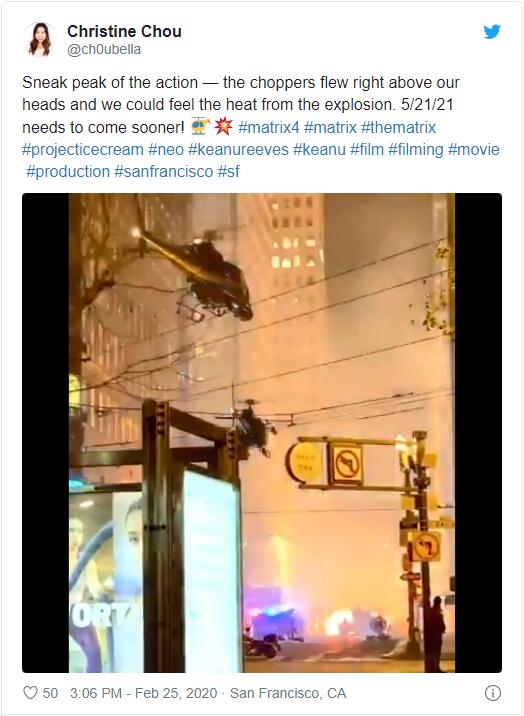 Christine Chou
@ch0ubella
Sneak peak of the action — the choppers flew right above our
heads and we could feel the heat from the explosion. 5/21/21
needs to come sooner! 🚁 💥 #matrix4 #matrix #thematrix
#projecticecream #neo #keanureeves #keanu #film #filming #movie
#production #sanfrancisco #sf
ORT
50 3:06 PM - Feb 25, 2020 · San Francisco, CA